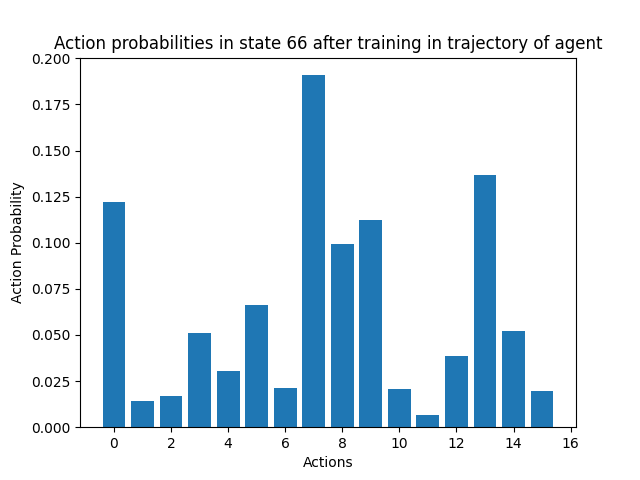 Action probabilities in state 66 after training in trajectory of agent
0.200
0.175
0.150
0.125
0.100
0.075
0.050
0.025
0.000
Action Probability
0 2 4 6 8 10 12 14 16
Actions